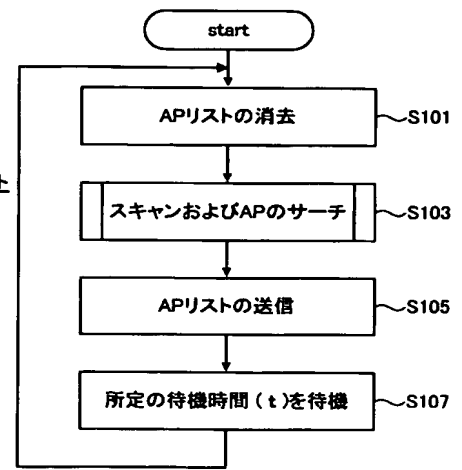 start
APリストの消去
S101
スキャンおよびAPのサーチ
S103
APリストの送信
S105
所定の待機時間(t)を待機
S107